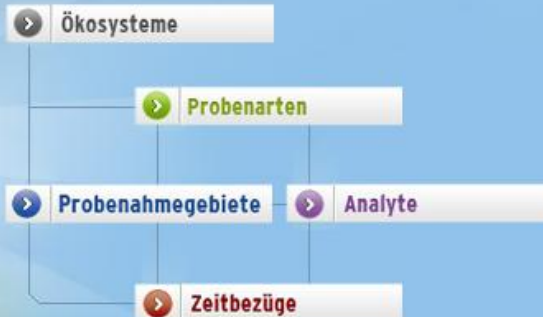 Ökosysteme
Probenarten
Probenahmegebiete
Analyte
Zeitbezüge